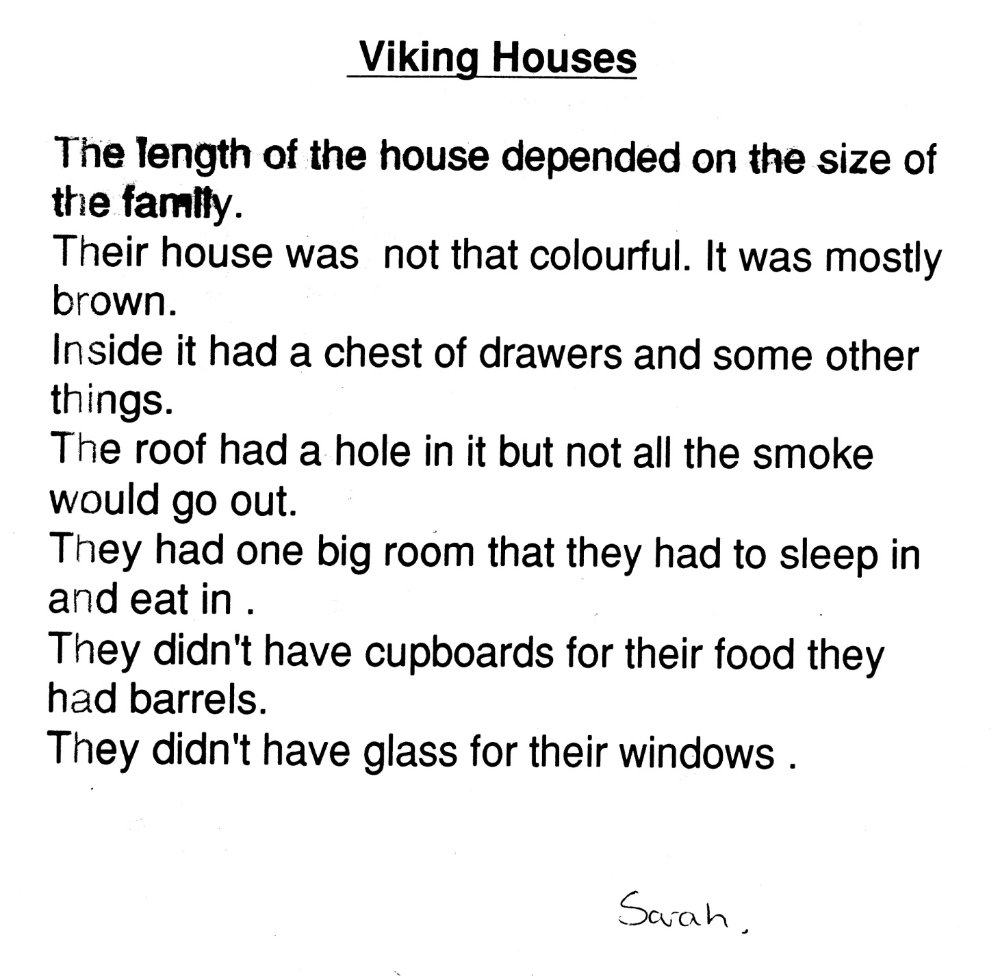 Viking Houses
The length of the house depended on the size of
the family.
Their house was  not that colourful. It was mostly
brown.
Inside it had a chest of drawers and some other
things.
The roof had a hole in it but not all the smoke
would go out.
They had one big room that they had to sleep in
and eat in .
They didn't have cupboards for their food they
had barrels.
They didn't have glass for their windows .
Sarah.